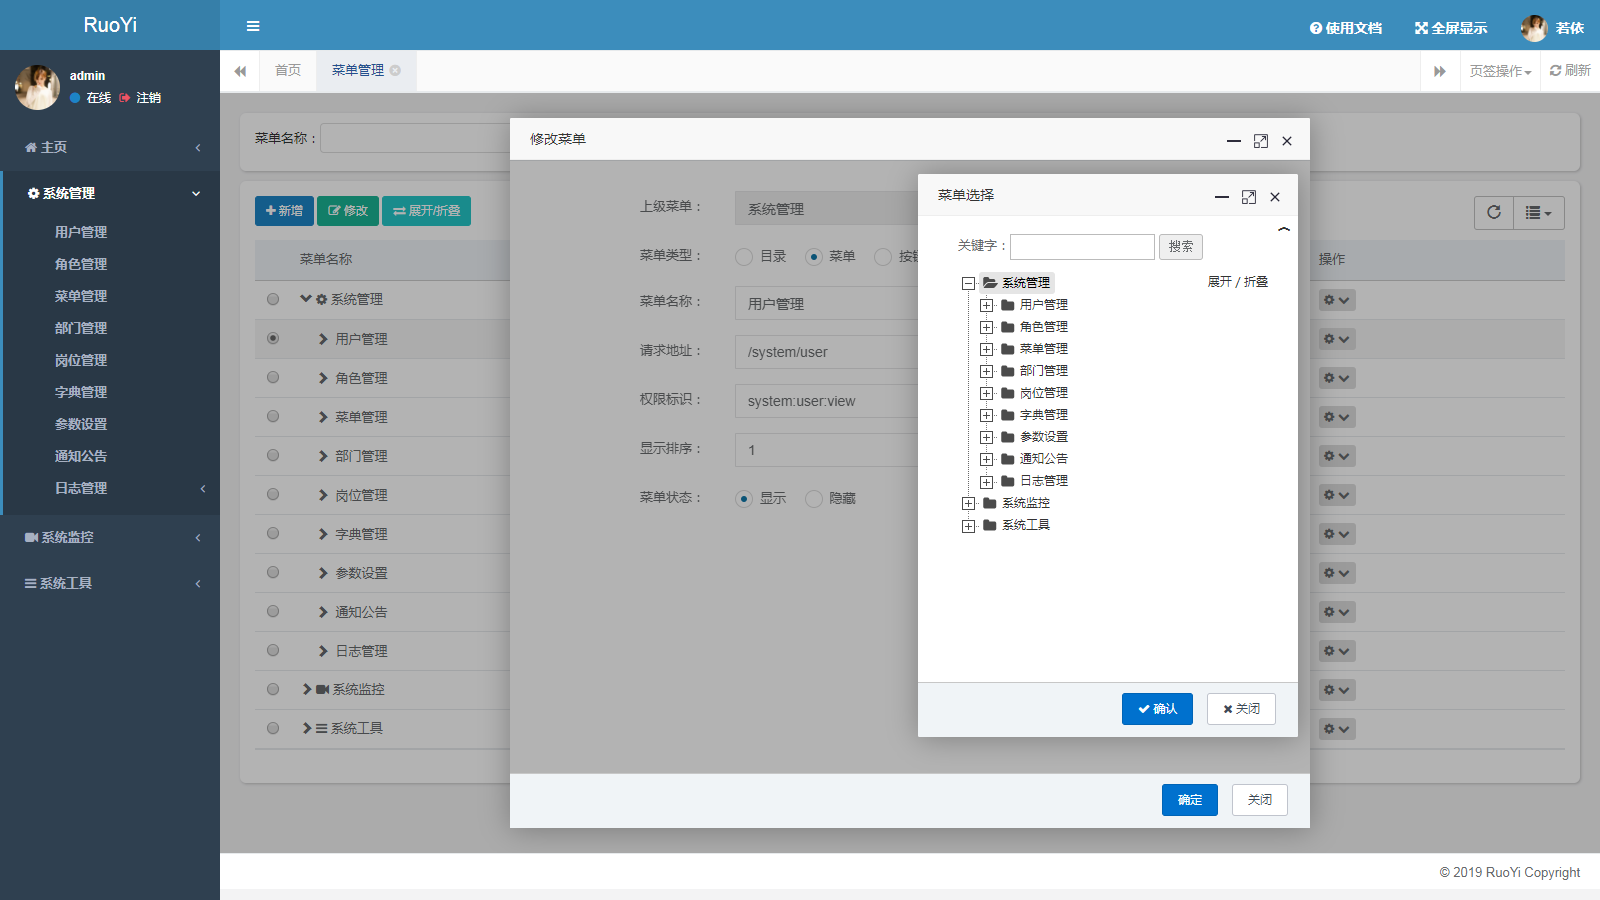 RuoYi
使用文档
全屏显示
若依
admin
在线 注销
首页
菜单管理
页签操作
刷新
主页
系统管理
用户管理
角色管理
菜单管理
部门管理
岗位管理
字典管理
参数设置
通知公告
日志管理
系统监控
系统工具
菜单名称：
新增
修改
展开/折叠
菜单名称
操作
系统管理
用户管理
角色管理
菜单管理
部门管理
岗位管理
字典管理
参数设置
通知公告
日志管理
系统监控
系统工具
修改菜单
上级菜单： 系统管理
菜单类型： 目录 菜单
菜单名称： 用户管理
请求地址： /system/user
权限标识： system:user:view
显示排序： 1
菜单状态： 显示 隐藏
确定
关闭
菜单选择
关键字： 搜索
展开 / 折叠
系统管理
用户管理
角色管理
菜单管理
部门管理
岗位管理
字典管理
参数设置
通知公告
日志管理
系统监控
系统工具
确认
关闭
© 2019 RuoYi Copyright